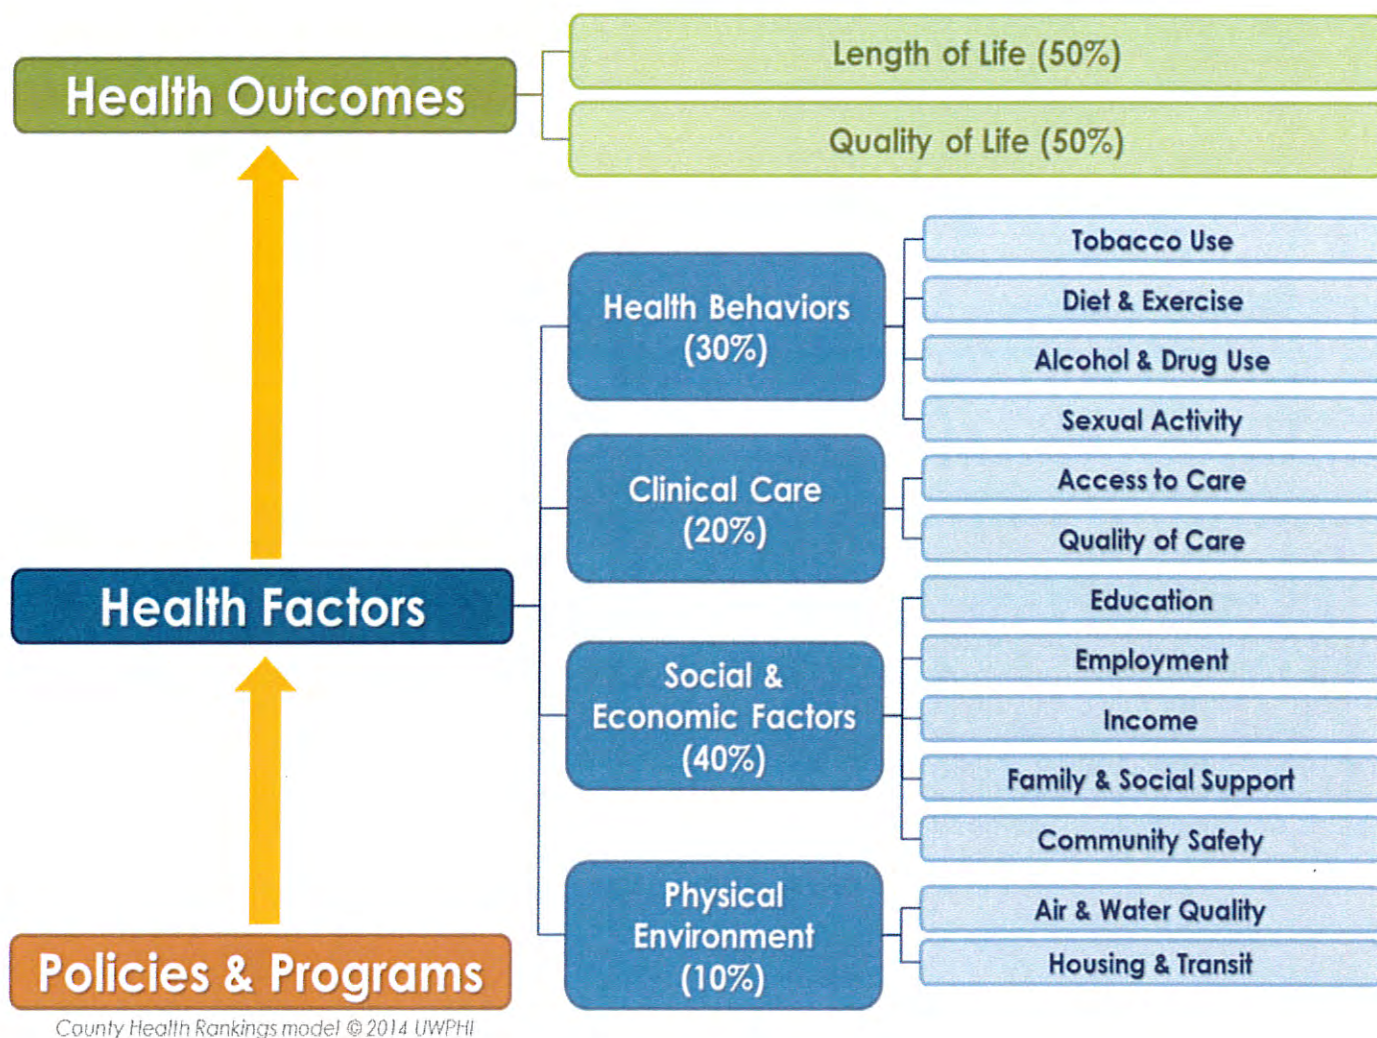 Health Outcomes
Length of Life (50%)
Quality of Life (50%)
Health Factors
Health Behaviors
(30%)
Tobacco Use
Diet & Exercise
Alcohol & Drug Use
Sexual Activity
Clinical Care
(20%)
Access to Care
Quality of Care
Social &
Economic Factors
(40%)
Education
Employment
Income
Family & Social Support
Community Safety
Physical
Environment
(10%)
Air & Water Quality
Housing & Transit
Policies & Programs
County Health Rankings model © 2014 UWPHI